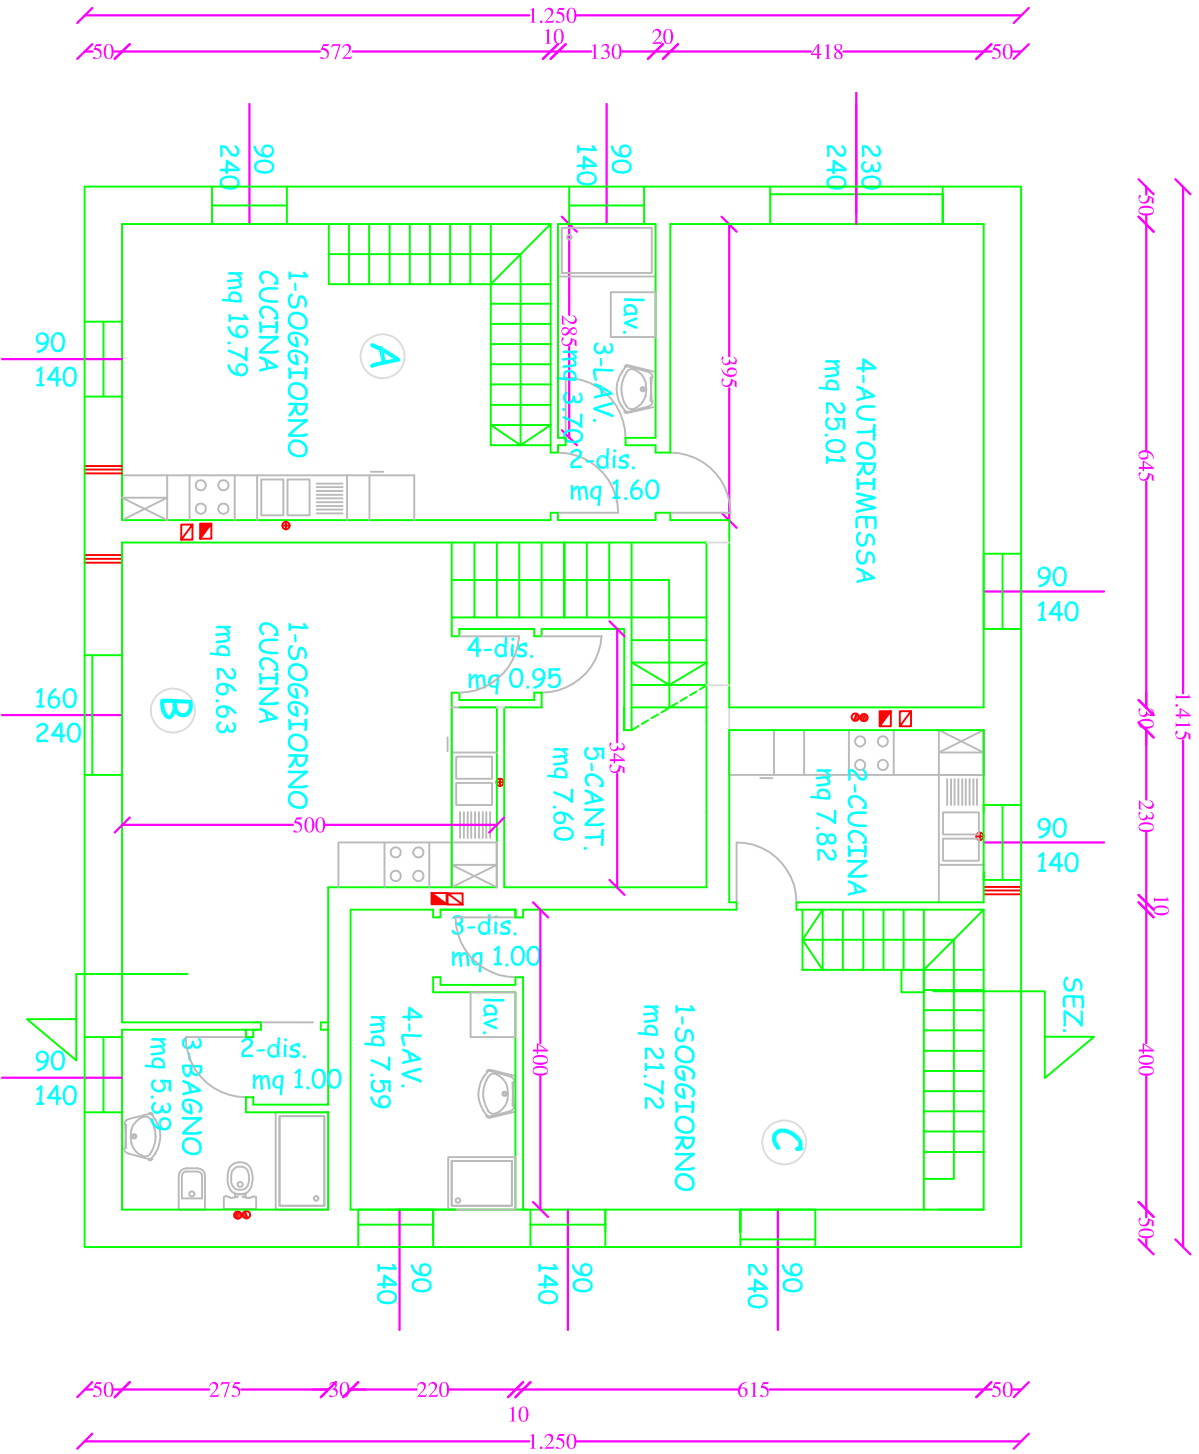 1.250
50
572
10
130
20
418
50
90
240
90
140
230
240
50
645
30
230
10
400
50
1.415
1-SOGGIORNO
CUCINA
mq 19.79
A
lav.
285
3-LAV.
mq 3.70
2-dis.
mq 1.60
395
4-AUTORIMESSA
mq 25.01
90
140
90
140
1-SOGGIORNO
CUCINA
mq 26.63
B
160
240
4-dis.
mq 0.95
345
5-CANT.
mq 7.60
500
2-CUCINA
mq 7.82
90
140
3-dis.
mq 1.00
SEZ.
lav.
4-LAV.
mq 7.59
400
1-SOGGIORNO
mq 21.72
C
90
140
2-dis.
mq 1.00
3-BAGNO
mq 5.39
90
140
90
140
90
240
50
275
30
220
10
615
50
1.250